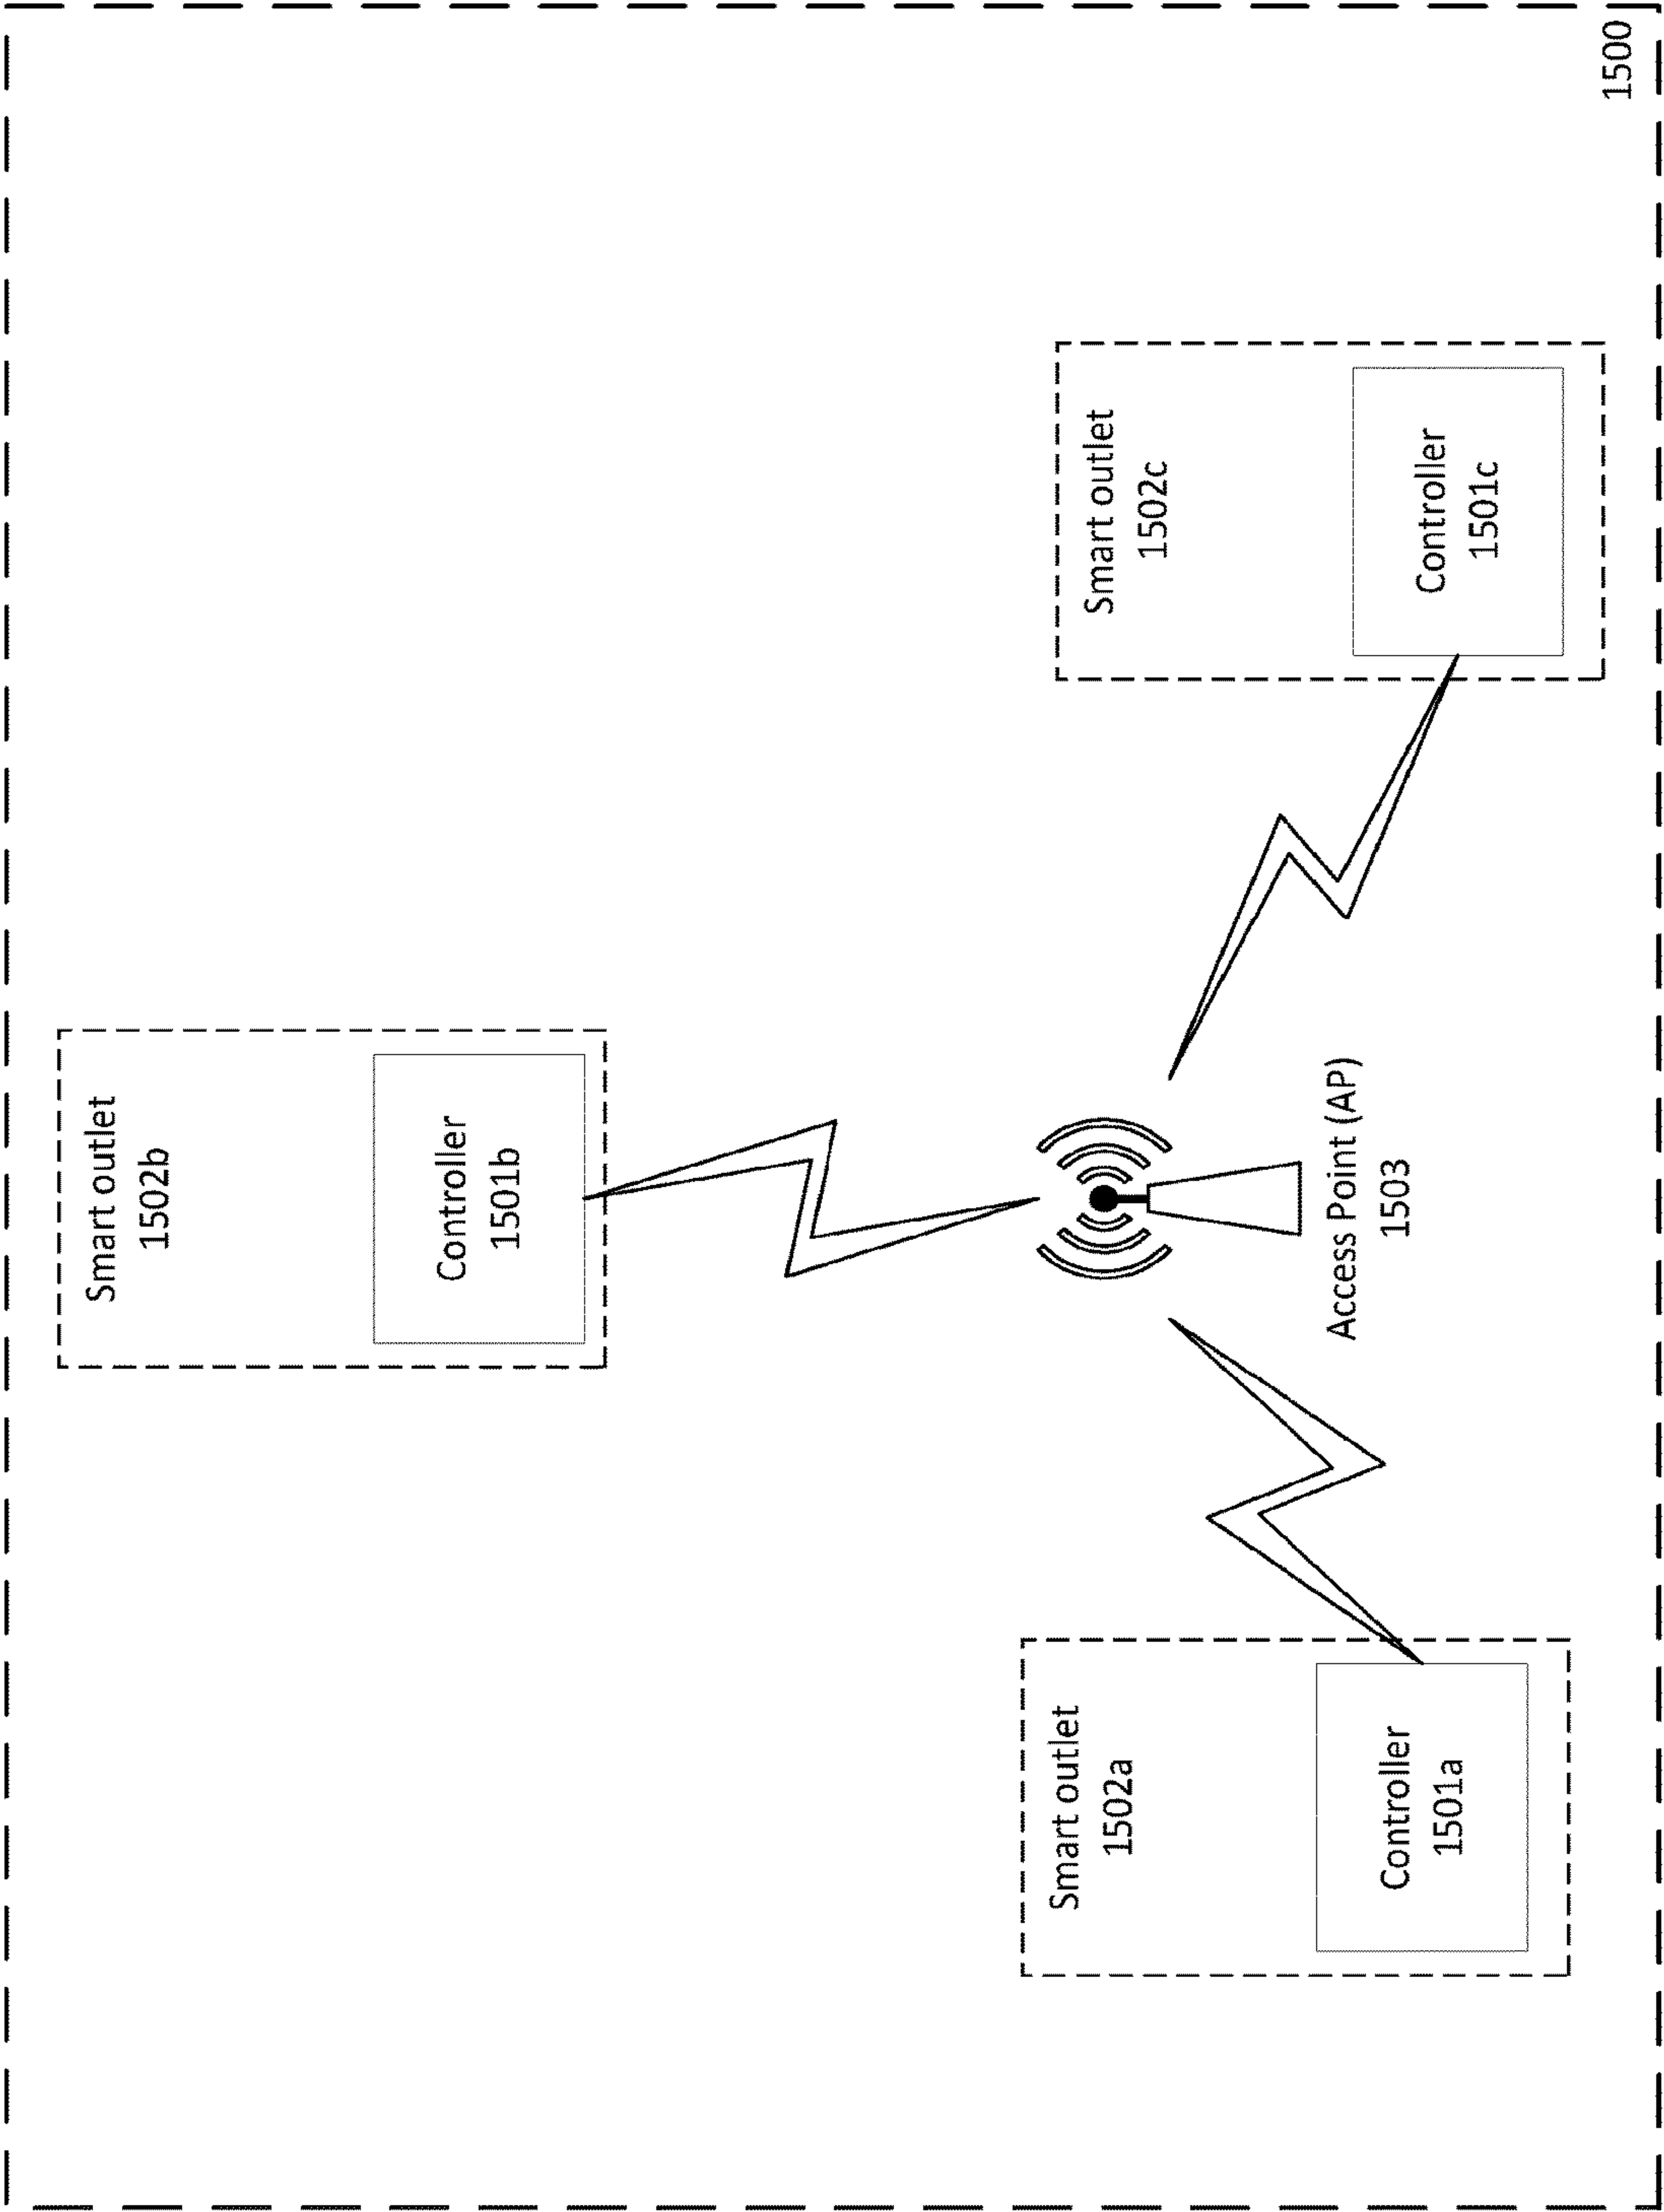 Smart outlet
1502b
Controller
1501b
Smart outlet
1502a
Controller
1501a
Smart outlet
1502c
Controller
1501c
Access Point (AP)
1503
1500